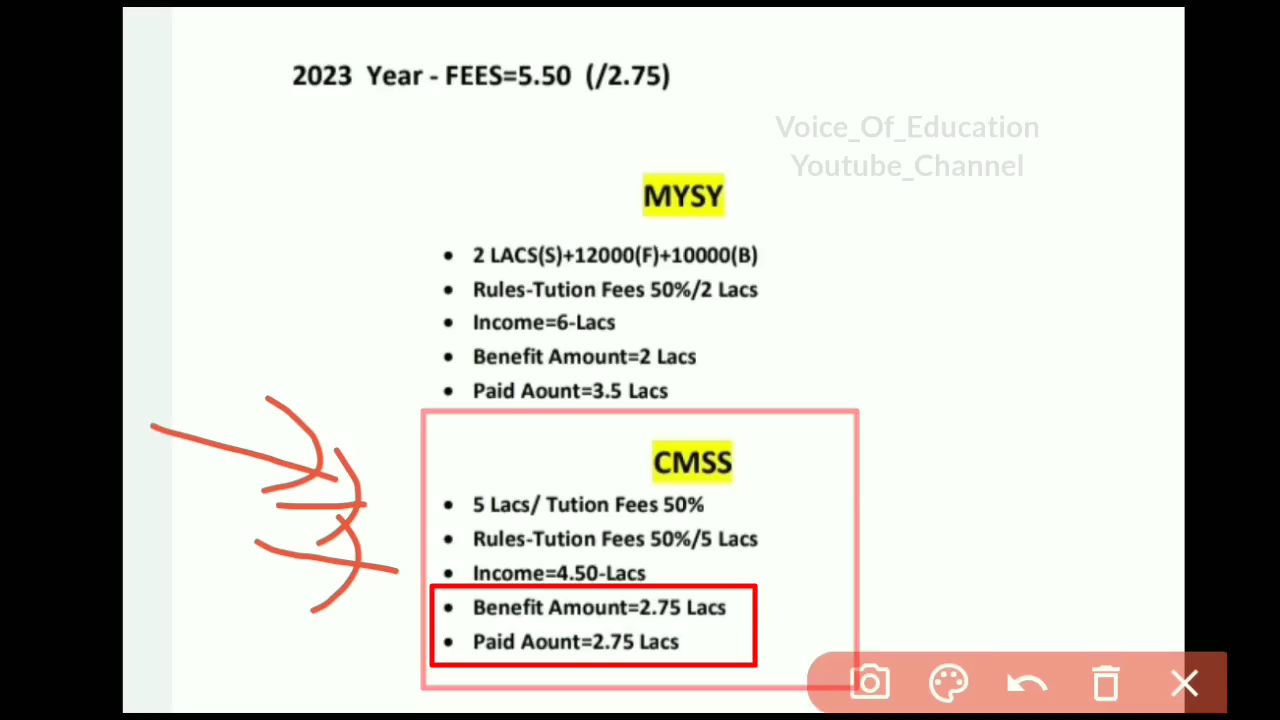 2023 Year - FEES=5.50 (/2.75)
Voice_Of_Education
Youtube_Channel
MYSY
• 2 LACS(S)+12000(F)+10000(B)
• Rules-Tution Fees 50%/2 Lacs
• Income=6-Lacs
• Benefit Amount=2 Lacs
• Paid Aount=3.5 Lacs
CMSS
• 5 Lacs/ Tution Fees 50%
• Rules-Tution Fees 50%/5 Lacs
• Income=4.50-Lacs
• Benefit Amount=2.75 Lacs
• Paid Aount=2.75 Lacs